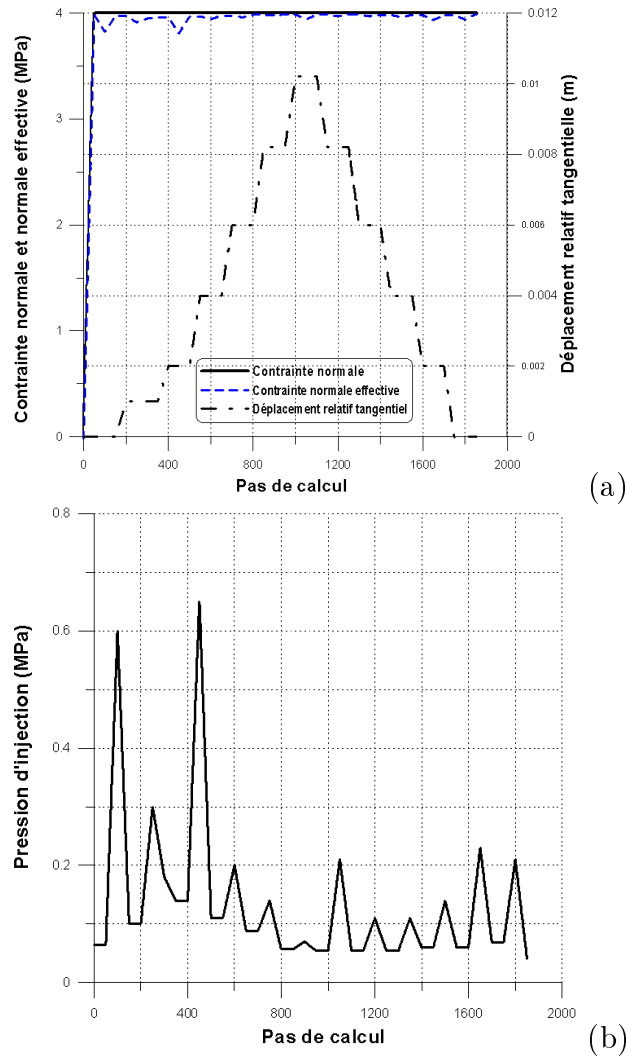 4
3
2
1
0
Contrainte normale et normale effective (MPa)
0.012
0.01
0.008
0.006
0.004
0.002
0
Déplacement relatif tangentielle (m)
Contrainte normale
Contrainte normale effective
Déplacement relatif tangentiel
0 400 800 1200 1600 2000
Pas de calcul
(a)
0.8
0.6
0.4
0.2
0
Pression d'injection (MPa)
0 400 800 1200 1600 2000
Pas de calcul
(b)